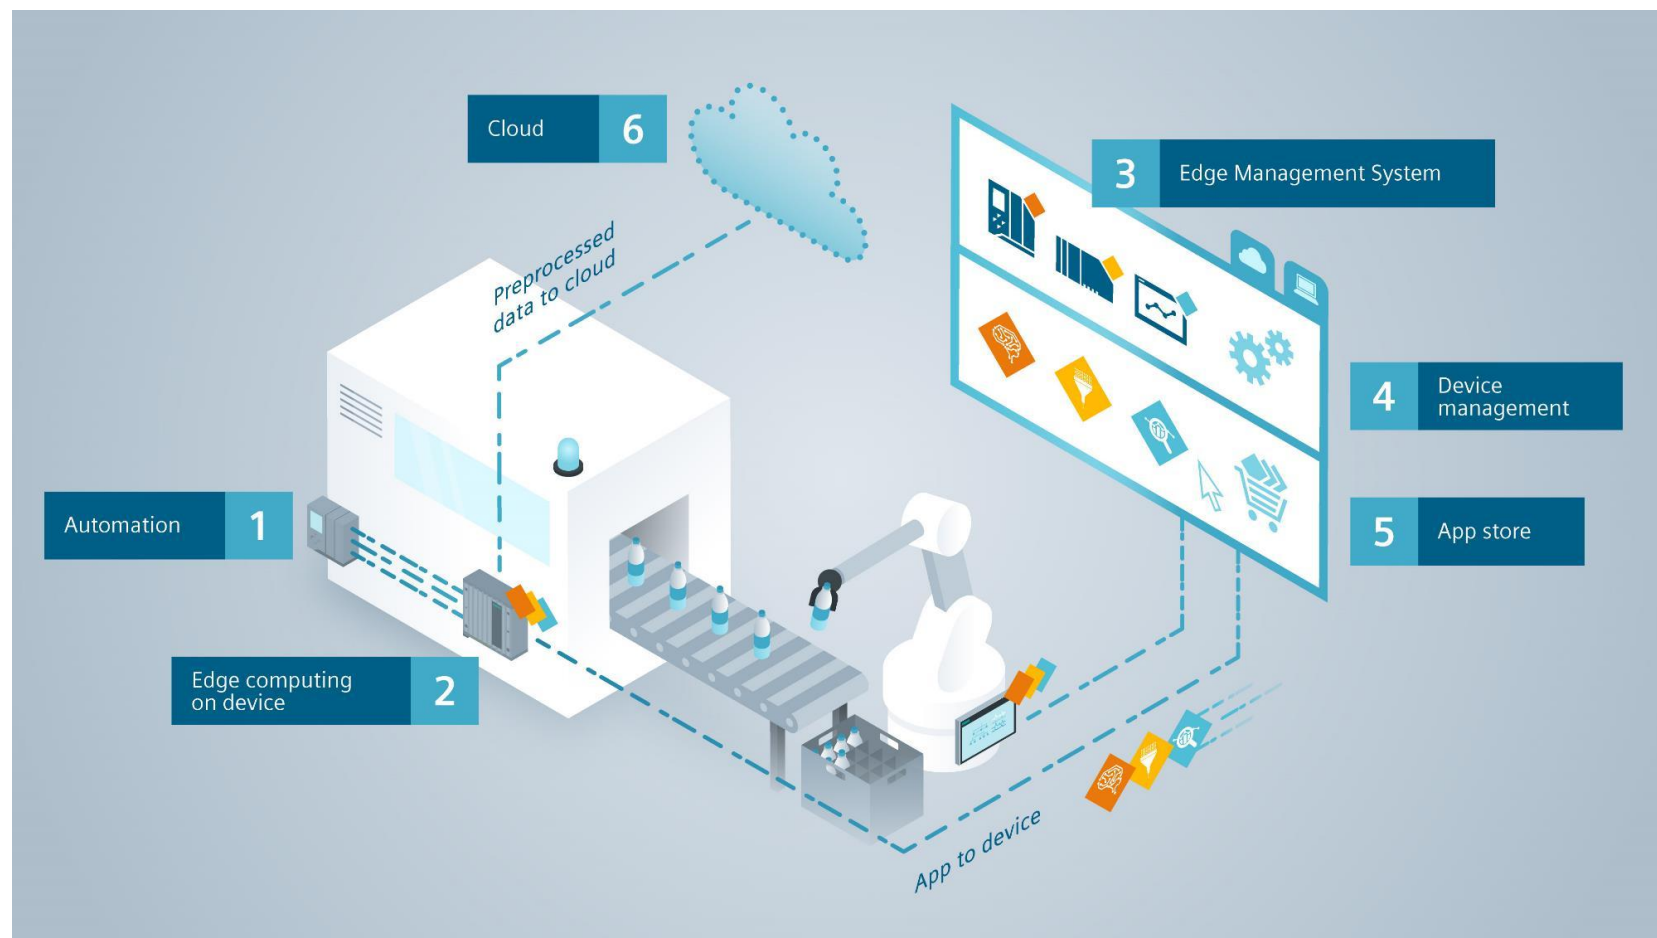 Cloud
6
3
Edge Management System
Preprocessed
data to cloud
4
Device
management
Automation
1
5
App store
Edge computing
on device
2
App to device